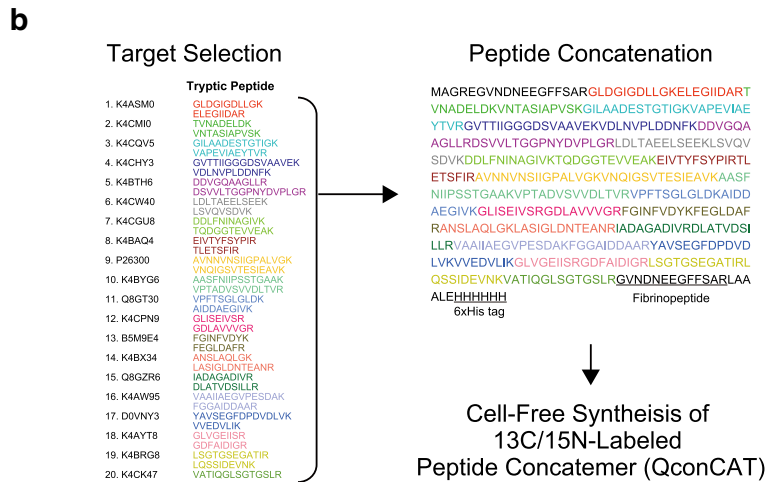 b
Target Selection
Tryptic Peptide
1. K4ASM0 GLDGIGDLLGK
ELEGIIDAR
2. K4CMI0 TVNADELDK
VNTASIAPVSK
3. K4CQV5 GILAADESTGTIGK
VAPEVIAEYTVR
4. K4CHY3 GVTTIIGGGDSVAAVEK
VDLNVPLDDNFK
5. K4BTH6 DDVGQAAGLLR
DSVVLTGGPNYDVPLGR
6. K4CW40 LDLTAEELSEEK
LSVQVSDVK
7. K4CGU8 DDLFNINAGIVK
TQDGGTEVVEAK
8. K4BAQ4 EIVTYFSYPIR
TLETSFIR
9. P26300 AVNNVNSIIGPALVGK
VNQIGSVTESIEAVK
10. K4BYG6 AASFNIIPSSTGAAK
VPTADVSVVDLTVR
11. Q8GT30 VPFTSGLGLDK
AIDDAEGIVK
12. K4CPN9 GLISEIVSR
GDLAVVVGR
13. B5M9E4 FGINFVDYK
FEGLDAFR
14. K4BX34 ANSLAQLGK
LASIGLDNTEANR
15. Q8GZR6 IADAGADIVR
DLATVDSILLR
16. K4AW95 VAAIIAEGVPESDAK
FGGAIDDAAR
17. D0VNY3 YAVSEGFDPDVDLVK
VVEDVLIK
18. K4AYT8 GLVGEIISR
GDFAIDIGR
19. K4BRG8 LSGTSEGATIR
LQSSIDEVNK
20. K4CK47 VATIQGLSGTGSLR
Peptide Concatenation
MAGREGVNDNEEGFFSARGLDGIGDLLGKELEGIIDART
VNADELDKVNTASIAPVSKGILAADESTGTIGKVAPEVIAE
YTVRGVTTIIGGGDSVAAVEKVDLNVPLDDNFKDDVGQA
AGLLRDSVVLTGGPNYDVPLGRLDLTAEELSEEKLSVQV
SDVKDDLFNINAGIVKTQDGGTEVVEAKEIVTYFSYPIRTL
ETSFIRAVNNVNSIIGPALVGKVNQIGSVTESIEAVKAASF
NIIPSSTGAAKVPTADVSVVDLTVRVPFTSGLGLDKAIDD
AEGIVKGLISEIVSRGDLAVVVGRFGINFVDYKFEGLDAF
RANSLAQLGKLASIGLDNTEANRIADAGADIVRDLATVDSI
LLRVAAIIAEGVPESDAKFGGAIDDAARYAVSEGFDPDVD
LVKVVEDVLIKGLVGEIISRGDFAIDIGRLSGTSEGATIRL
QSSIDEVNKVATIQGLSGTGSLRGVNDNEEGFFSARLAA
ALEHHHHHH
Fibrinopeptide
6xHis tag
Cell-Free Syntheisis of
13C/15N-Labeled
Peptide Concatemer (QconCAT)